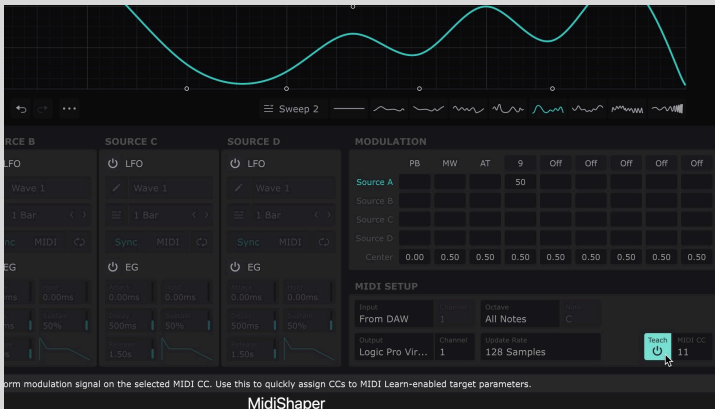 Sweep 2
RCE B SOURCE C SOURCE D MODULATION
LFO LFO LFO PB MW AT 9 Off Off Off Off Off
Wave 1 Wave 1 Wave 1 Source A 50
Source B
1 Bar 1 Bar 1 Bar Source C
nc MIDI Sync MIDI Sync MIDI Source D
Center 0.00 0.50 0.50 0.50 0.50 0.50 0.50 0.50 0.50
EG EG EG
MIDI SETUP
0ms 0.00ms 0.00ms 0.00ms 0.00ms 0.00ms
Input Octave
From DAW 1 All Notes C
ms 50% 500ms 50% 500ms 50%
Output Channel Update Rate Teach MIDI CC
Logic Pro Vir... 1 128 Samples 11
1.50s 1.50s
orm modulation signal on the selected MIDI CC. Use this to quickly assign CCs to MIDI Learn-enabled target parameters.
MidiShaper